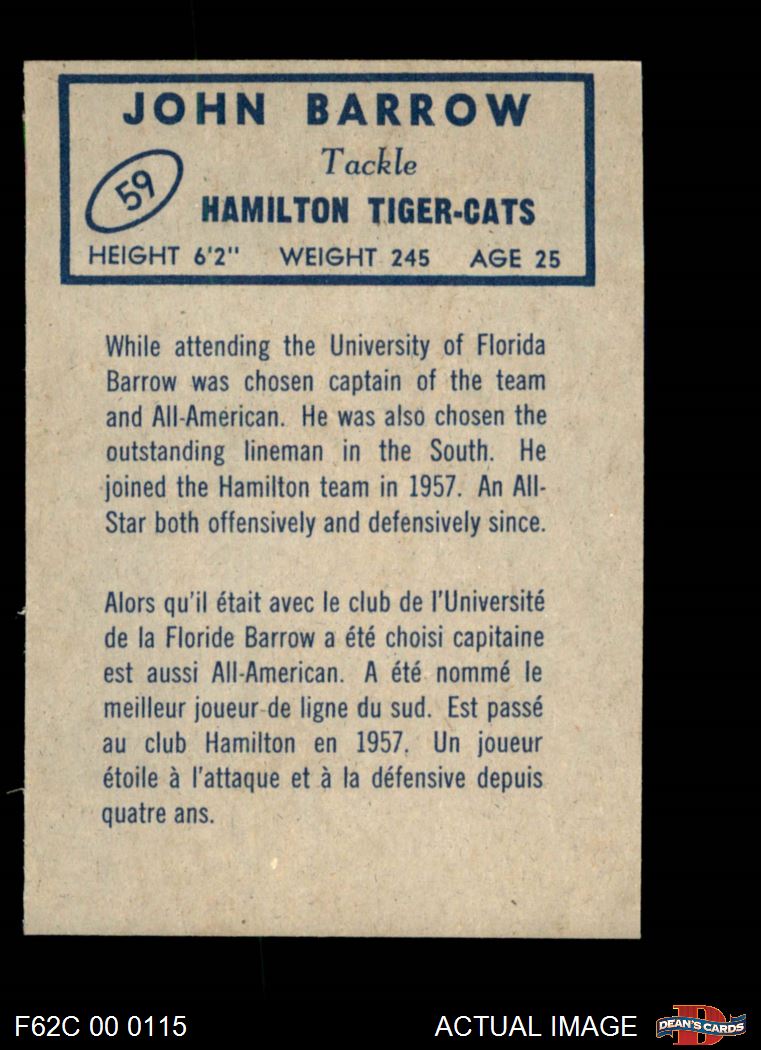 JOHN BARROW
Tackle
59
HAMILTON TIGER-CATS
HEIGHT 6'2" WEIGHT 245 AGE 25
While attending the University of Florida
Barrow was chosen captain of the team
and All-American. He was also chosen the
outstanding lineman in the South. He
joined the Hamilton team in 1957. An All-
Star both offensively and defensively since.
Alors qu'il était avec le club de l'Université
de la Floride Barrow a été choisi capitaine
est aussi All-American. A été nommé le
meilleur joueur de ligne du sud. Est passé
au club Hamilton en 1957. Un joueur
étoile à l'attaque et à la défensive depuis
quatre ans.
F62C 00 0115
ACTUAL IMAGE
D
DEAN'S CARDS